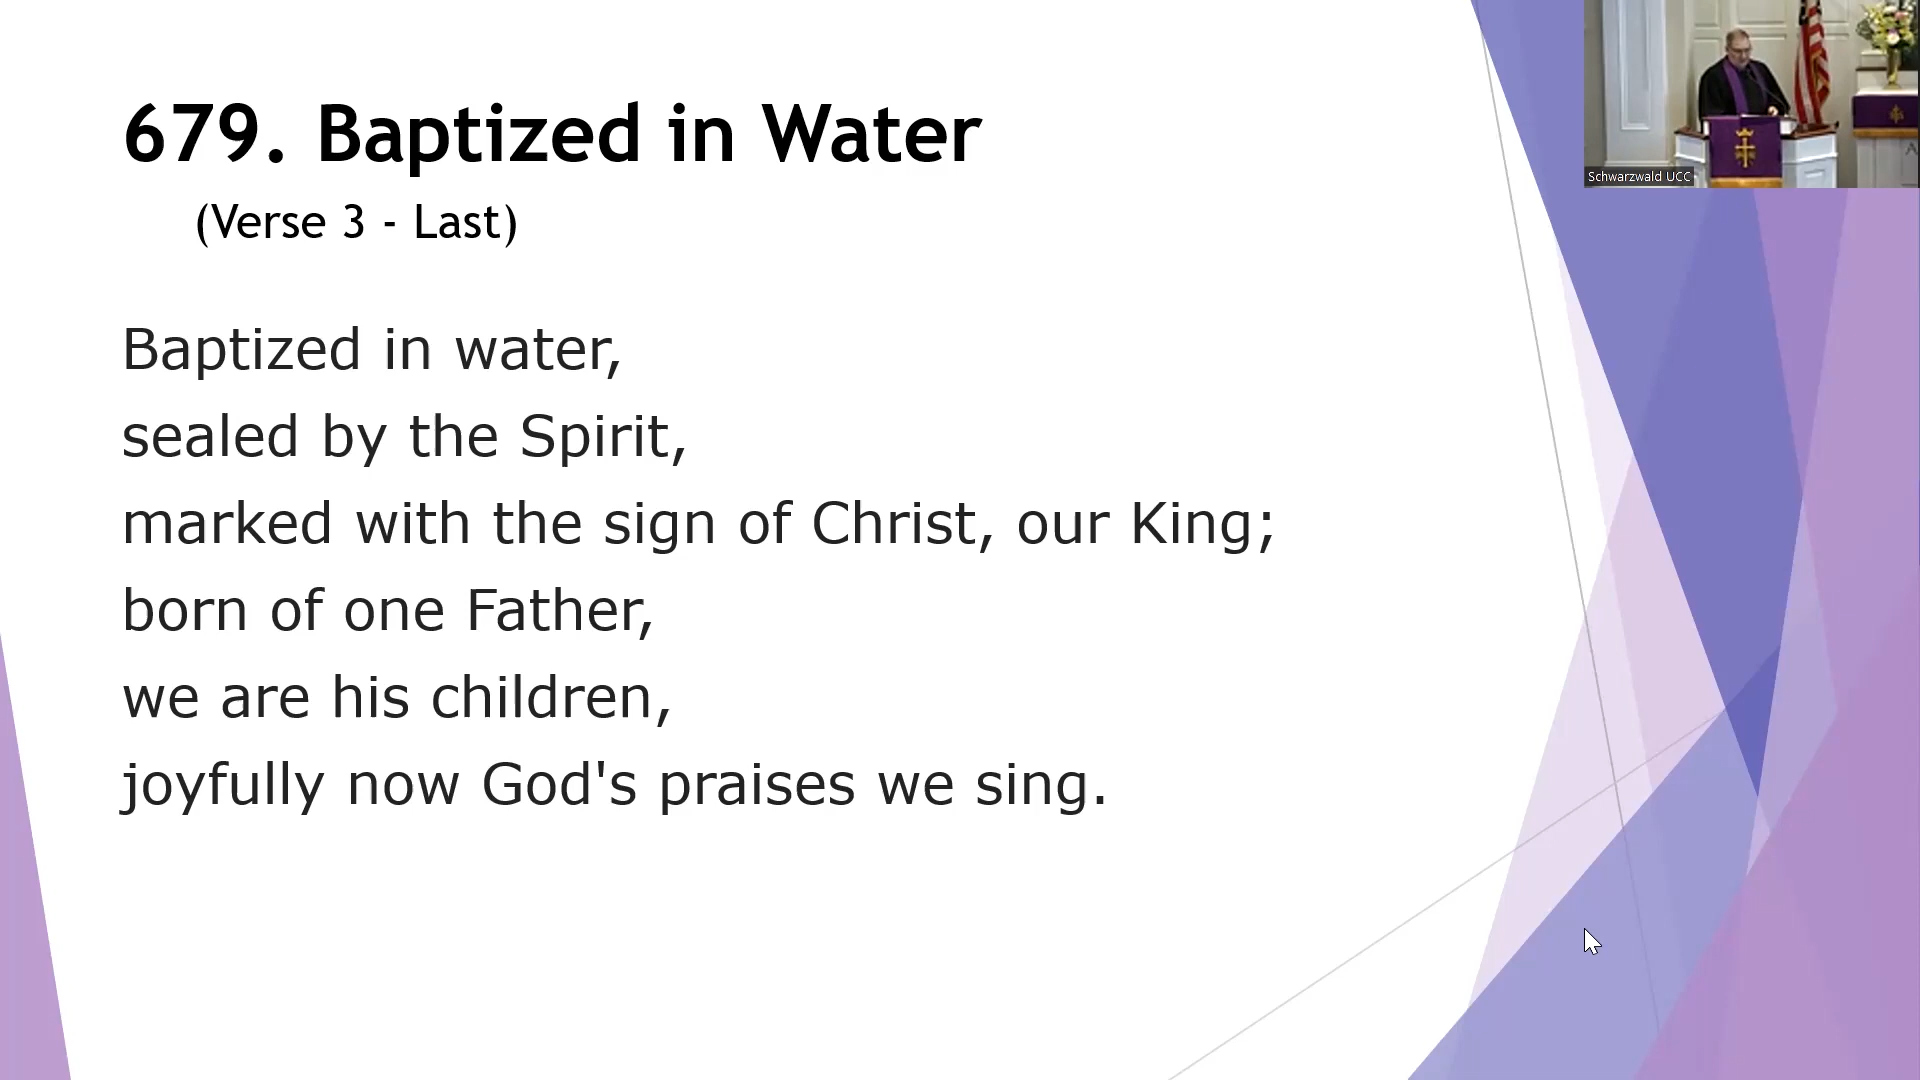 679. Baptized in Water
(Verse 3 - Last)
Baptized in water,
sealed by the Spirit,
marked with the sign of Christ, our King;
born of one Father,
we are his children,
joyfully now God's praises we sing.
Schwarzwald UCC